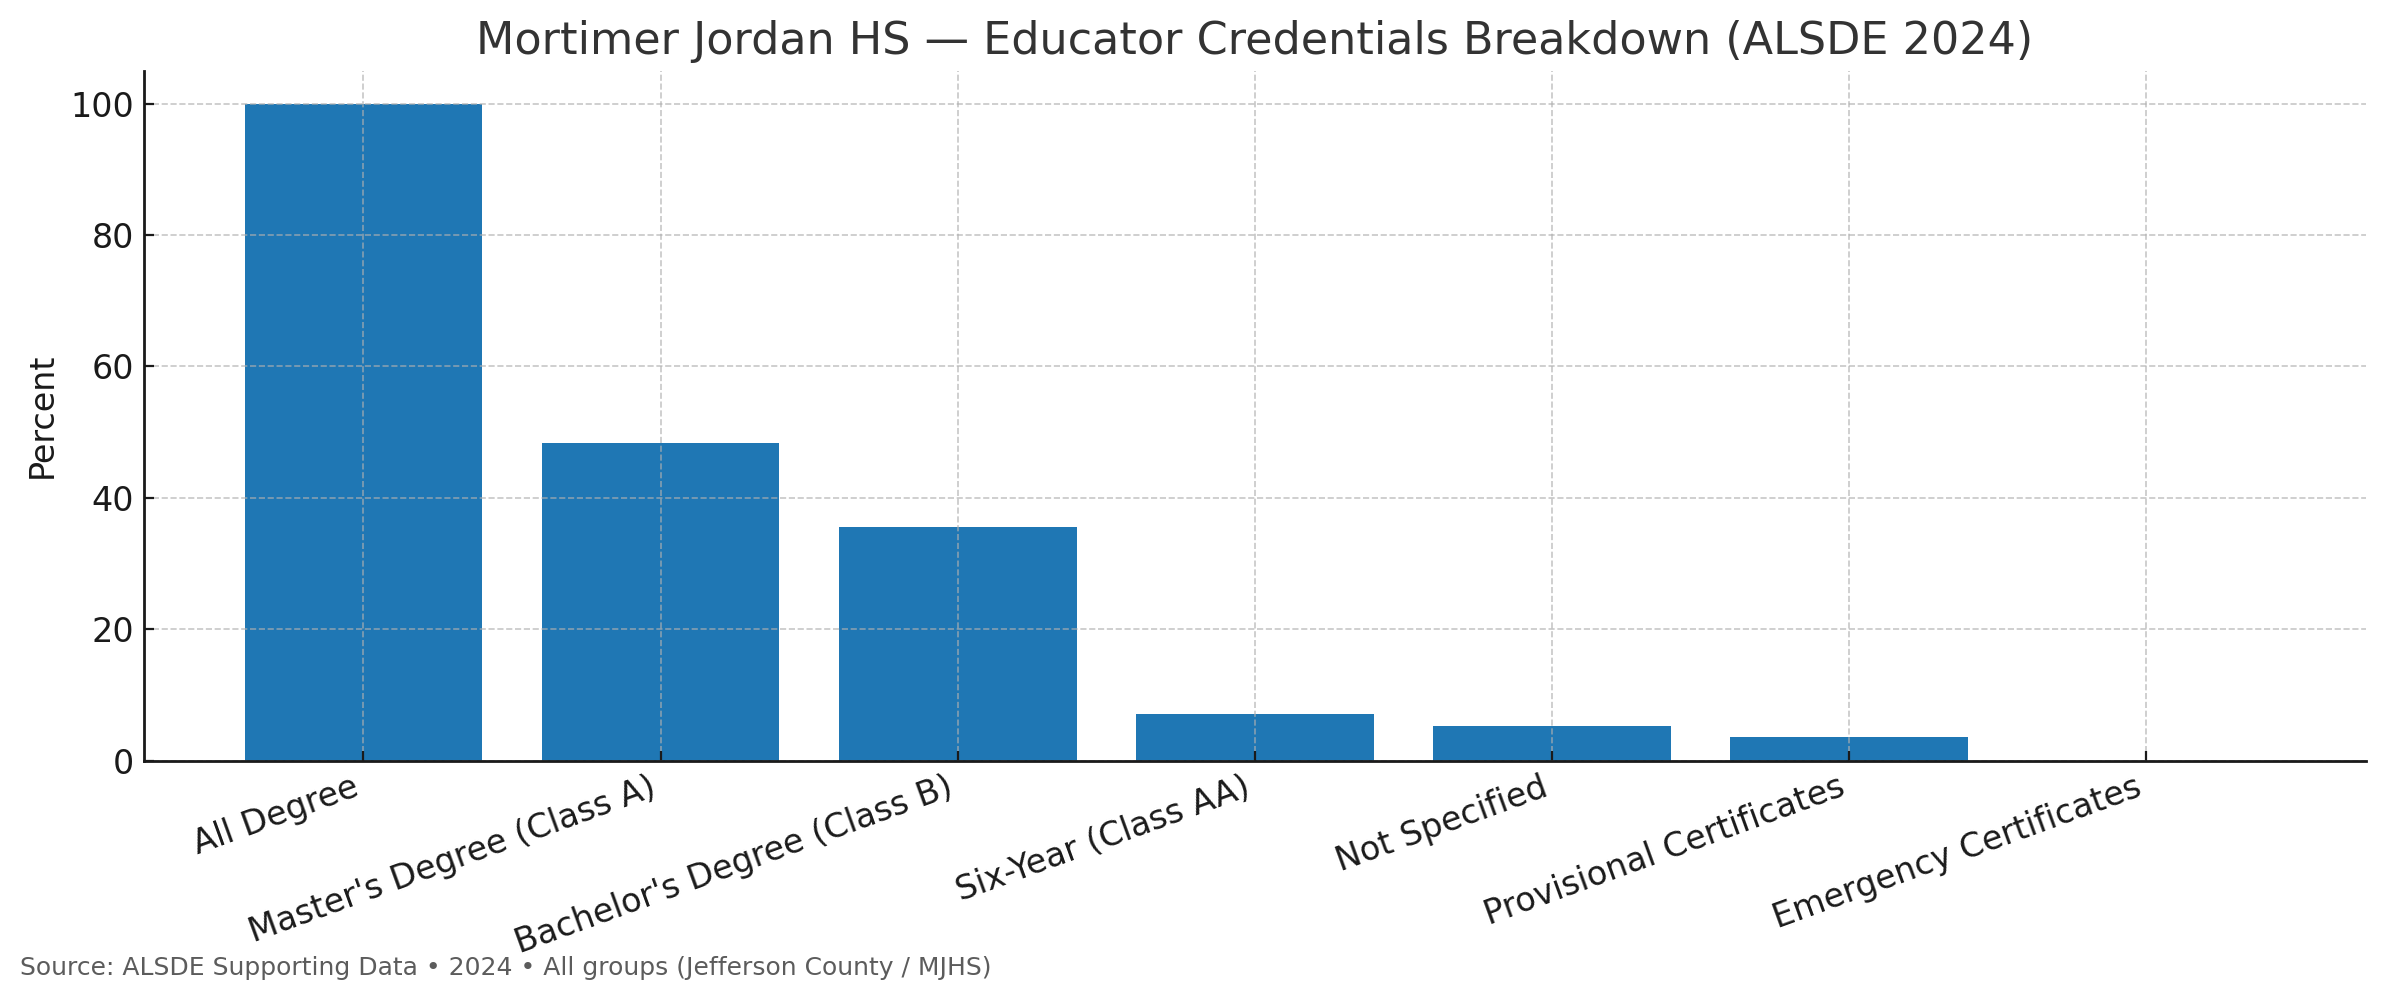 Mortimer Jordan HS — Educator Credentials Breakdown (ALSDE 2024)
Percent
100
80
60
40
20
0
All Degree
Master's Degree (Class A)
Bachelor's Degree (Class B)
Six-Year (Class AA)
Not Specified
Provisional Certificates
Emergency Certificates
Source: ALSDE Supporting Data • 2024 • All groups (Jefferson County / MJHS)